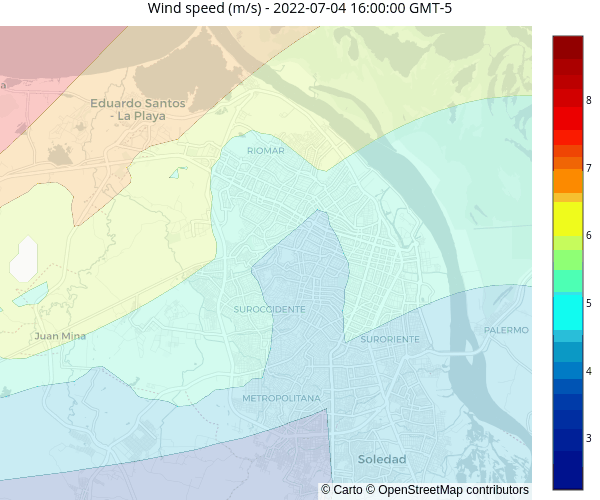 Wind speed (m/s) - 2022-07-04 16:00:00 GMT-5
a
Eduardo Santos
- La Playa
RIOMAR
SUROCCIDENTE
Juan Mina
SURORIENTE
PALERMO
METROPOLITANA
Soledad
© Carto © OpenStreetMap contributors
8
7
6
5
4
3